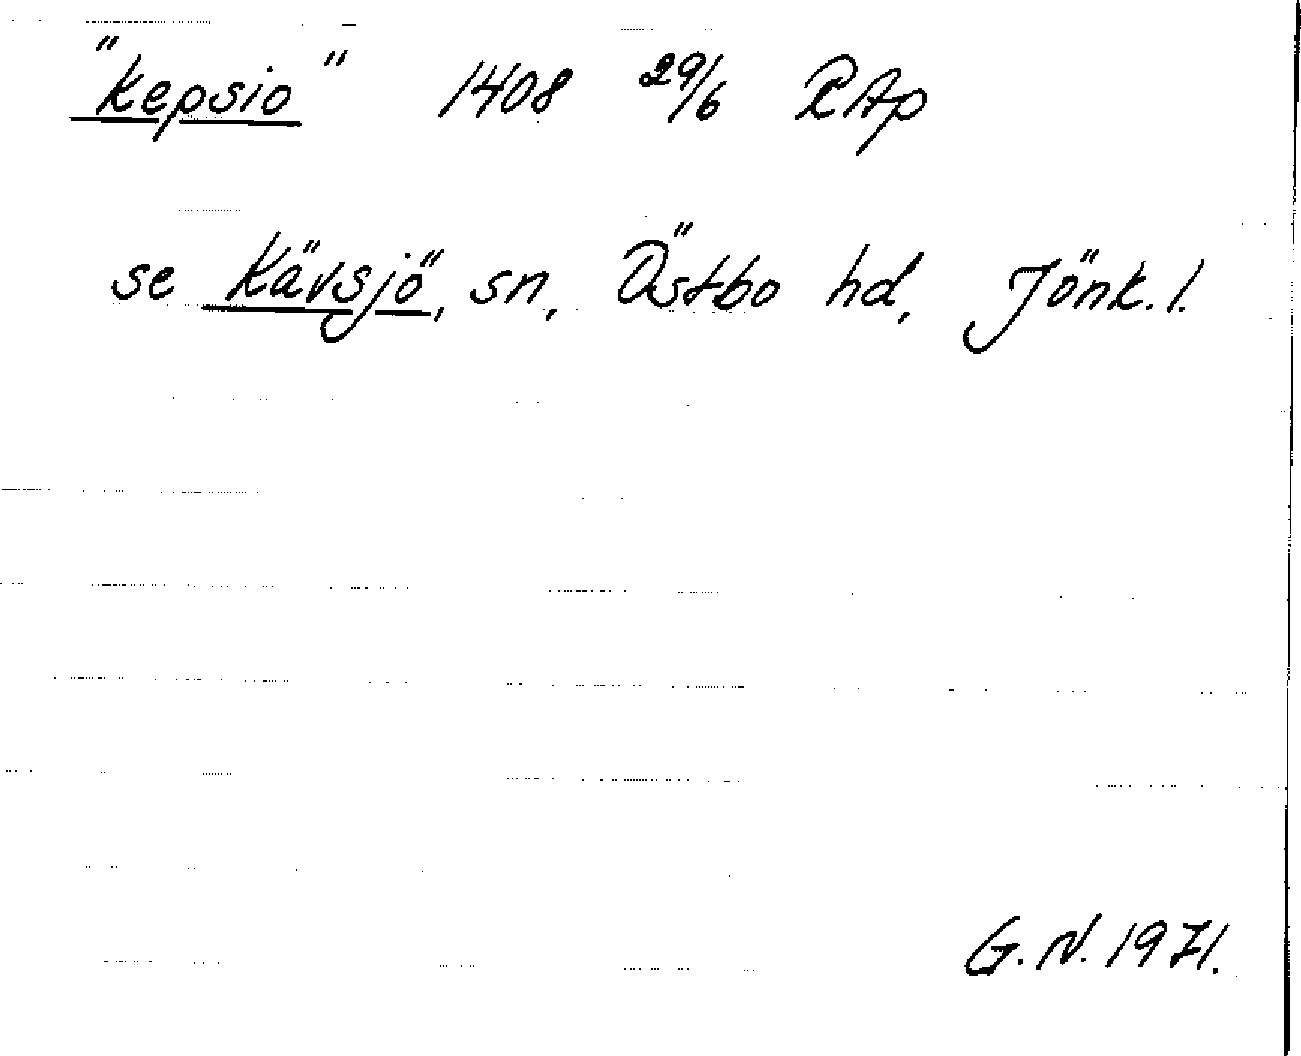 "kepsio" 1408 29/6 RAp
se Kävsjö, sn, Östbo hd, Jönk. l.
G. N. 1971.